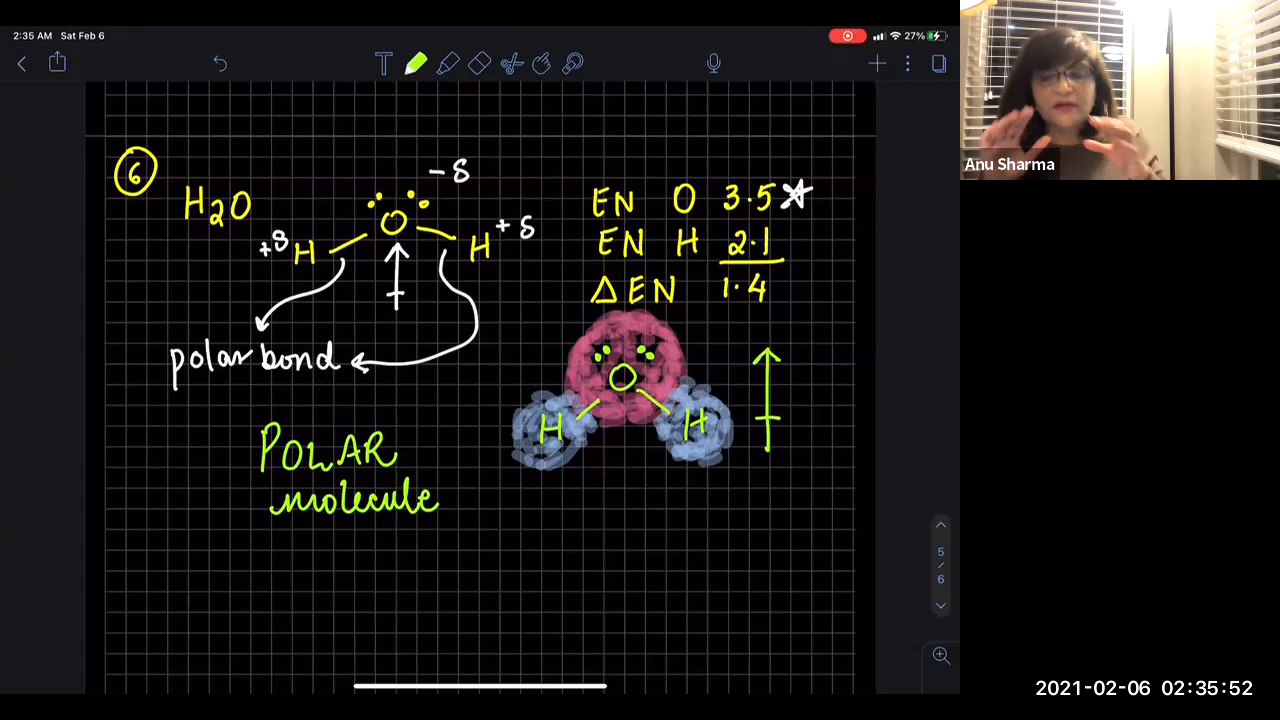 2:35 AM Sat Feb 6
27%
T
Anu Sharma
6
H2O
-δ
O
+δ H
H +δ
polar bond
POLAR
molecule
EN O 3.5
EN H 2.1
Δ EN 1.4
O
H H
5
/
6
2021-02-06 02:35:52